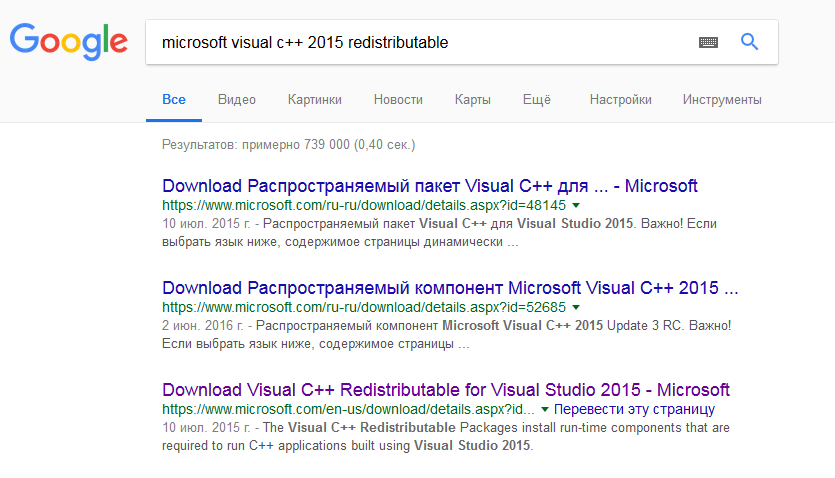 Google
microsoft visual c++ 2015 redistributable
Все Видео Картинки Новости Карты Ещё Настройки Инструменты
Результатов: примерно 739 000 (0,40 сек.)
Download Распространяемый пакет Visual C++ для ... - Microsoft
https://www.microsoft.com/ru-ru/download/details.aspx?id=48145
10 июл. 2015 г. - Распространяемый пакет Visual C++ для Visual Studio 2015. Важно! Если
выбрать язык ниже, содержимое страницы динамически ...
Download Распространяемый компонент Microsoft Visual C++ 2015 ...
https://www.microsoft.com/ru-ru/download/details.aspx?id=52685
2 июн. 2016 г. - Распространяемый компонент Microsoft Visual C++ 2015 Update 3 RC. Важно!
Если выбрать язык ниже, содержимое страницы ...
Download Visual C++ Redistributable for Visual Studio 2015 - Microsoft
https://www.microsoft.com/en-us/download/details.aspx?id... Перевести эту страницу
10 июл. 2015 г. - The Visual C++ Redistributable Packages install run-time components that are
required to run C++ applications built using Visual Studio 2015.